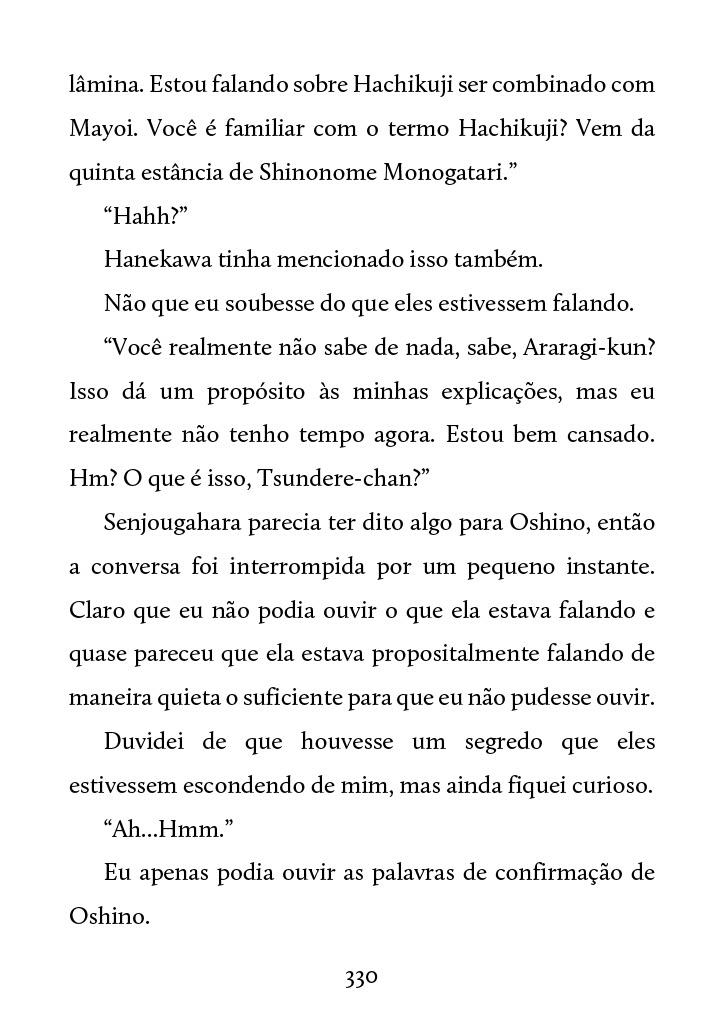 lâmina. Estou falando sobre Hachikuji ser combinado com
Mayoi. Você é familiar com o termo Hachikuji? Vem da
quinta estância de Shinonome Monogatari.”
“Hahh?”
Hanekawa tinha mencionado isso também.
Não que eu soubesse do que eles estivessem falando.
“Você realmente não sabe de nada, sabe, Araragi-kun?
Isso dá um propósito às minhas explicações, mas eu
realmente não tenho tempo agora. Estou bem cansado.
Hm? O que é isso, Tsundere-chan?”
Senjougahara parecia ter dito algo para Oshino, então
a conversa foi interrompida por um pequeno instante.
Claro que eu não podia ouvir o que ela estava falando e
quase pareceu que ela estava propositalmente falando de
maneira quieta o suficiente para que eu não pudesse ouvir.
Duvidei de que houvesse um segredo que eles
estivessem escondendo de mim, mas ainda fiquei curioso.
“Ah...Hmm.”
Eu apenas podia ouvir as palavras de confirmação de
Oshino.
330